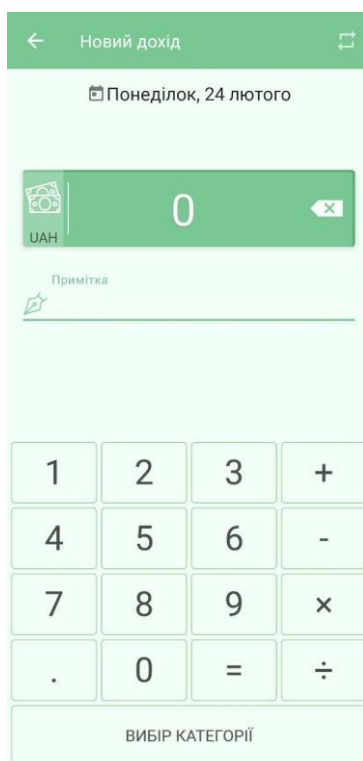 Новий дохід
Понеділок, 24 лютого
0
UAH
Примітка
1 2 3 +
4 5 6 -
7 8 9 ×
. 0 = ÷
ВИБІР КАТЕГОРІЇ